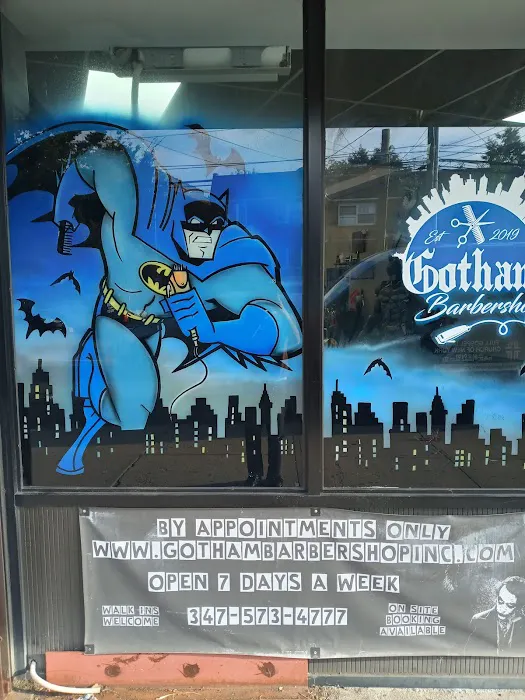 Est 2019
Gotham
Barbersho
BY APPOINTMENTS ONLY
WWW.GOTHAMBARBERSHOPINC.COM
OPEN 7 DAYS A WEEK
WALK INS
WELCOME
347-573-4777
ON SITE
BOOKING
AVAILABLE